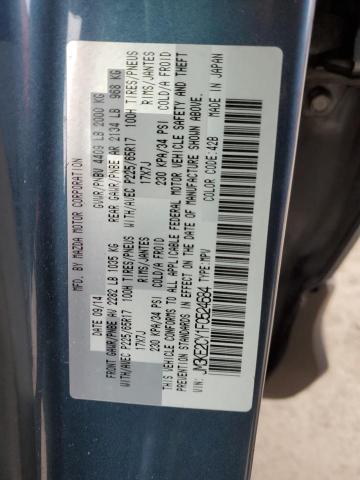 MFD. BY MAZDA MOTOR CORPORATION
GVWR/PNBV 4409 LB 2000 KG
DATE 09/14
FRONT GAWR/PNBE AV 2282 LB 1035 KG
REAR GAWR/PNBE AR 2134 LB 968 KG
WITH/AVEC P225/65R17 100H TIRES/PNEUS
WITH/AVEC P225/65R17 100H TIRES/PNEUS
17X7J RIMS/JANTES
17X7J RIMS/JANTES
230 KPA/34 PSI COLD/A FROID
230 KPA/34 PSI COLD/A FROID
THIS VEHICLE CONFORMS TO ALL APPLICABLE FEDERAL MOTOR VEHICLE SAFETY AND THEFT
PREVENTION STANDARDS IN EFFECT ON THE DATE OF MANUFACTURE SHOWN ABOVE.
VIN: TYPE: MPV
COLOR CODE: 42B MADE IN JAPAN